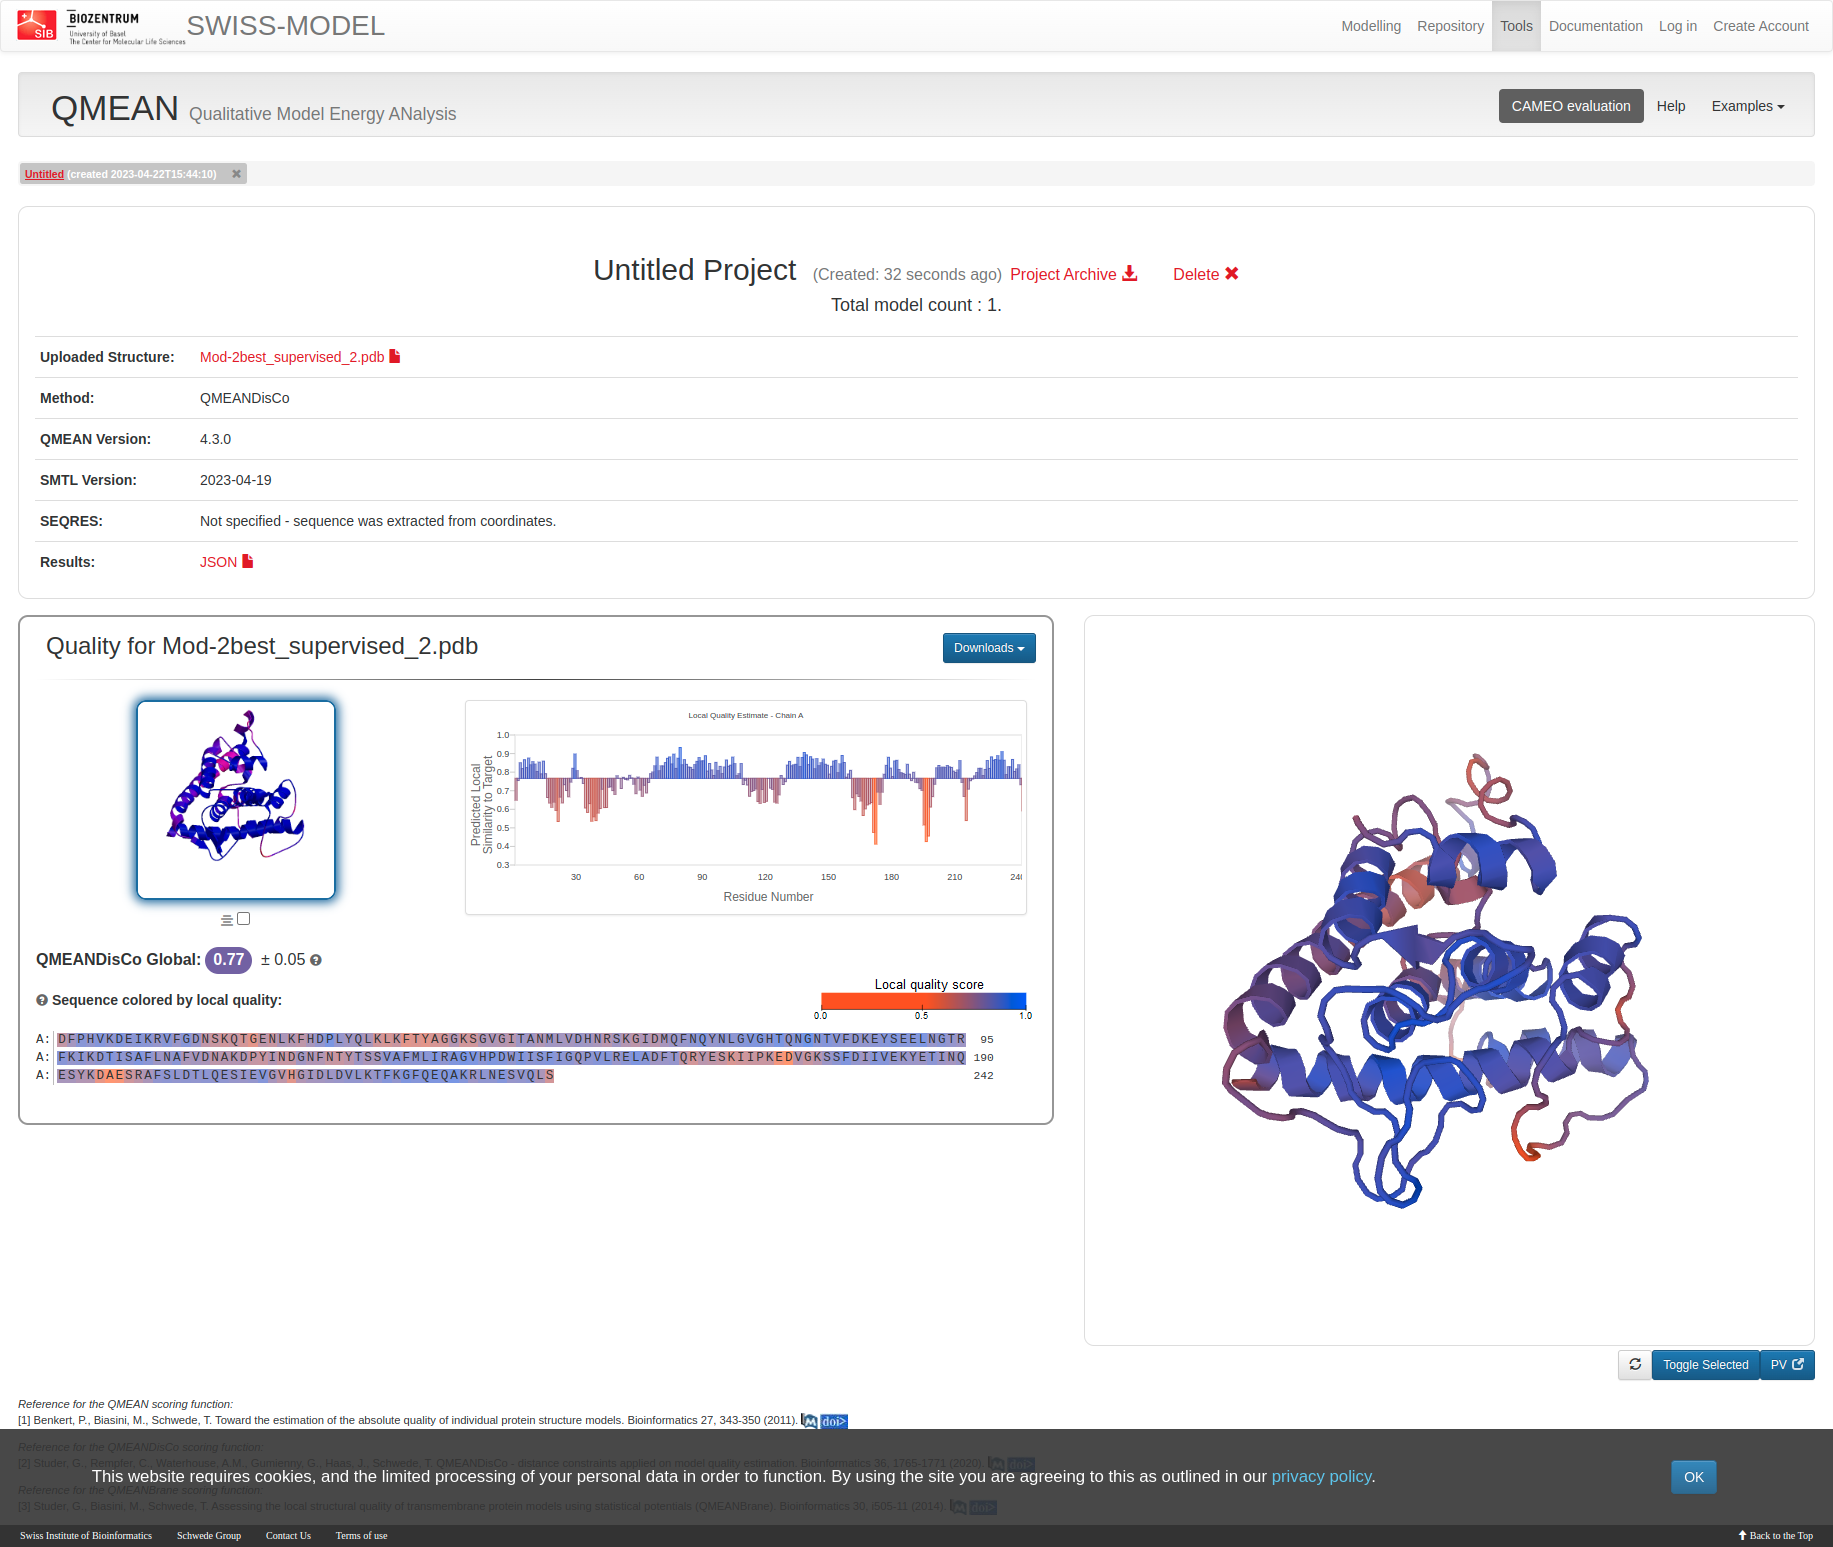 SIB
BIOZENTRUM
University of Basel
The Center for Molecular Life Sciences
SWISS-MODEL
Modelling Repository Tools Documentation Log in Create Account
QMEAN Qualitative Model Energy ANalysis
CAMEO evaluation Help Examples
Untitled (created 2023-04-22T15:44:10)
Untitled Project (Created: 32 seconds ago) Project Archive Delete
Total model count : 1.
Uploaded Structure: Mod-2best_supervised_2.pdb
Method: QMEANDisCo
QMEAN Version: 4.3.0
SMTL Version: 2023-04-19
SEQRES: Not specified - sequence was extracted from coordinates.
Results: JSON
Quality for Mod-2best_supervised_2.pdb
Downloads
Local Quality Estimate - Chain A
Predicted Local
Similarity to Target
1.0
0.9
0.8
0.7
0.6
0.5
0.4
0.3
30 60 90 120 150 180 210 240
Residue Number
QMEANDisCo Global: 0.77 ± 0.05
Sequence colored by local quality:
Local quality score
0.0 0.5 1.0
A: DFPHVKDEIKRVFGDNSKQTGENLKFHDPLYQLKLKFTYAGGKSGVGITANMLVDHNRSKGIDMQFNQYNLGVGHTQNGNTVFDKEYSEELNGTR 95
A: FKIKDTISAFLNAFVDNAKDPYINDGNFNTYTSSVAFMLIRAGVHPDWIISFIGQPVLRELADFTQRYESKIIPKEDVGKSSFDIIVEKYETINQ 190
A: ESYKDAESRAFSLDTLQESIEVGVHGIDLDVLKTFKGFQEQAKRLNESVQLS 242
Toggle Selected PV
Reference for the QMEAN scoring function:
[1] Benkert, P., Biasini, M., Schwede, T. Toward the estimation of the absolute quality of individual protein structure models. Bioinformatics 27, 343-350 (2011). M doi>
Reference for the QMEANDisCo scoring function:
[2] Studer, G., Rempfer, C., Waterhouse, A.M., Gumienny, G., Haas, J., Schwede, T. QMEANDisCo - distance constraints applied on model quality estimation. Bioinformatics 36, 1765-1771 (2020). M doi>
This website requires cookies, and the limited processing of your personal data in order to function. By using the site you are agreeing to this as outlined in our privacy policy.
OK
Reference for the QMEANBrane scoring function:
[3] Studer, G., Biasini, M., Schwede, T. Assessing the local structural quality of transmembrane protein models using statistical potentials (QMEANBrane). Bioinformatics 30, i505-11 (2014). M doi>
Swiss Institute of Bioinformatics Schwede Group Contact Us Terms of use
Back to the Top